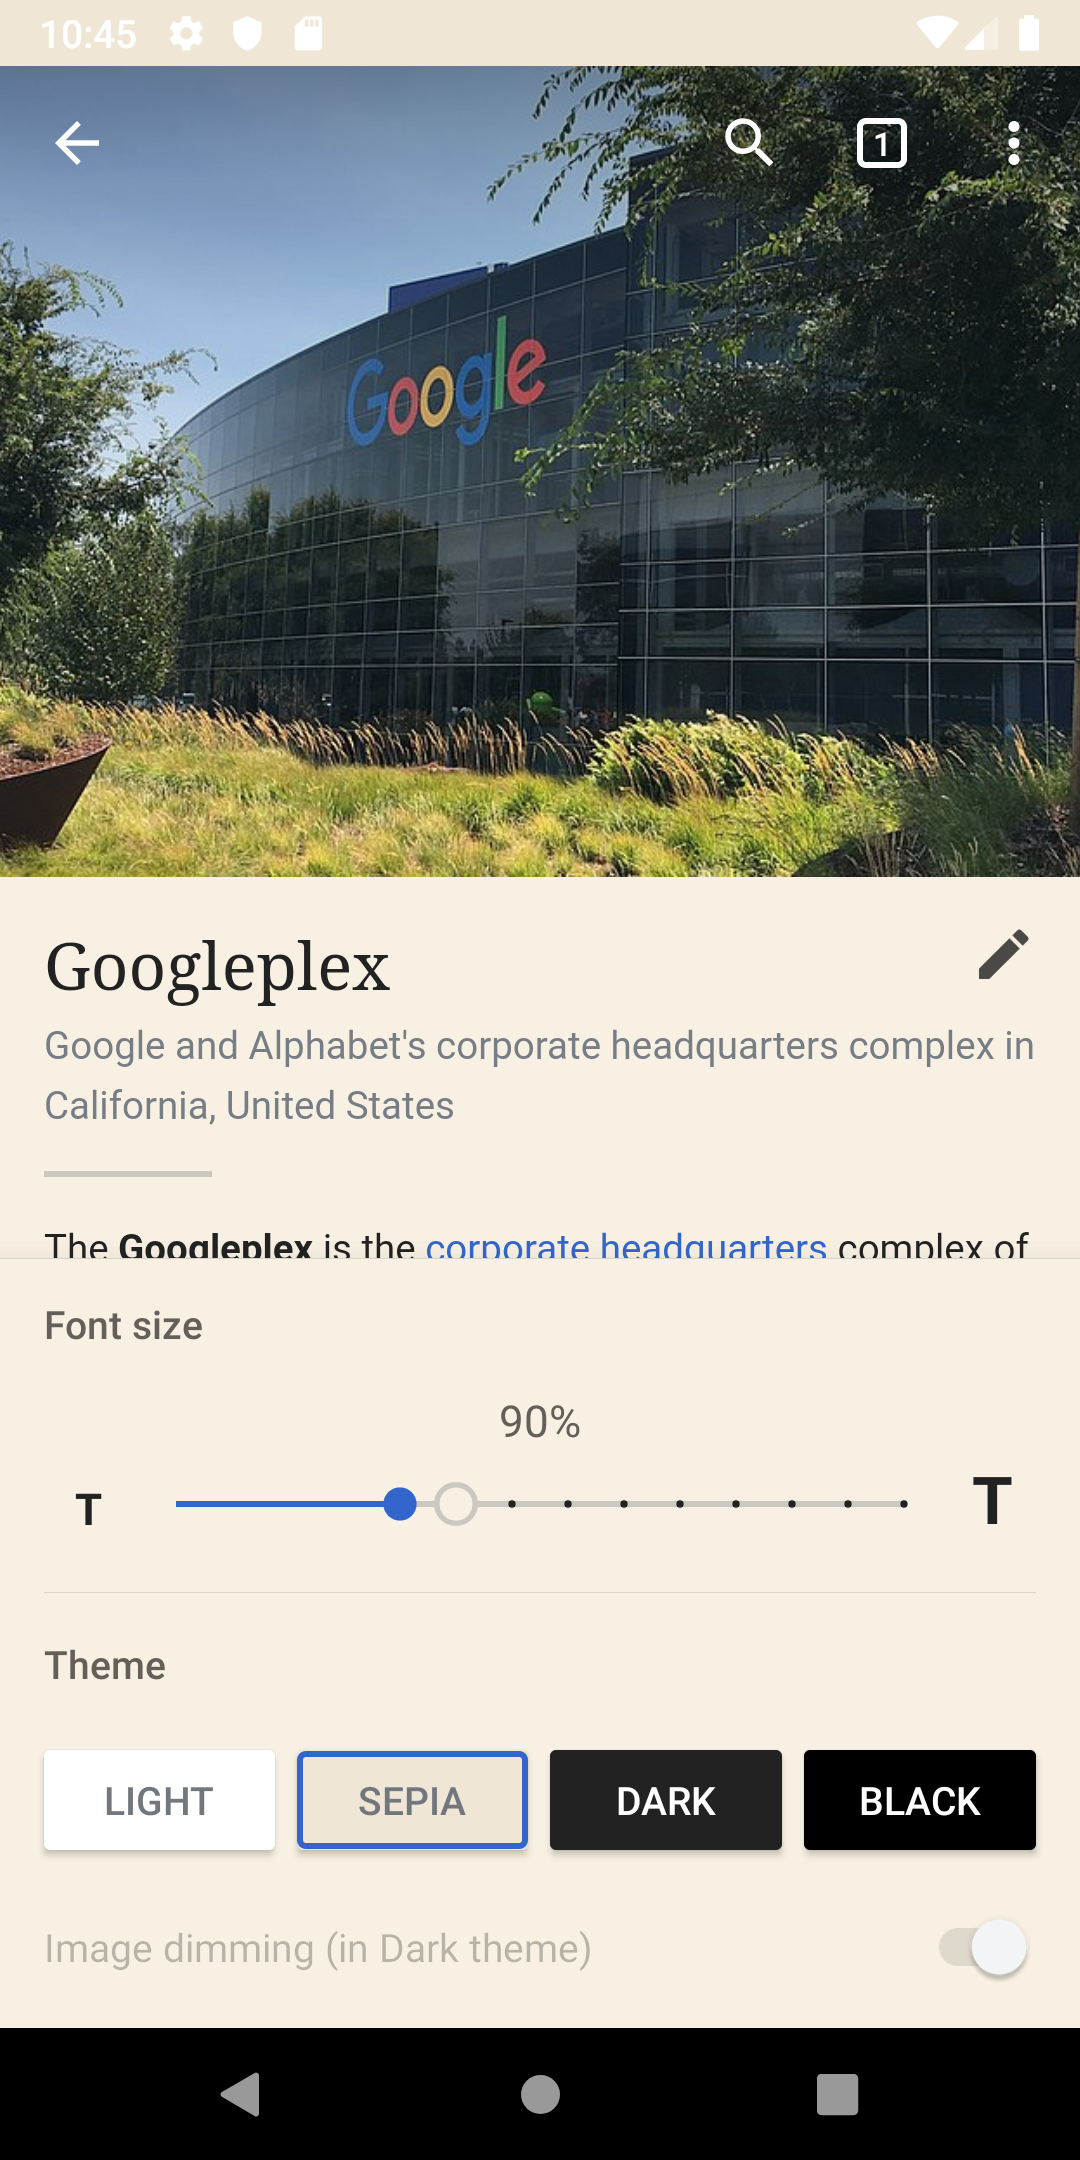 10:45
1
Google
Googleplex
Google and Alphabet's corporate headquarters complex in
California, United States
The Googleplex is the corporate headquarters complex of
Font size
90%
T T
Theme
LIGHT SEPIA DARK BLACK
Image dimming (in Dark theme)